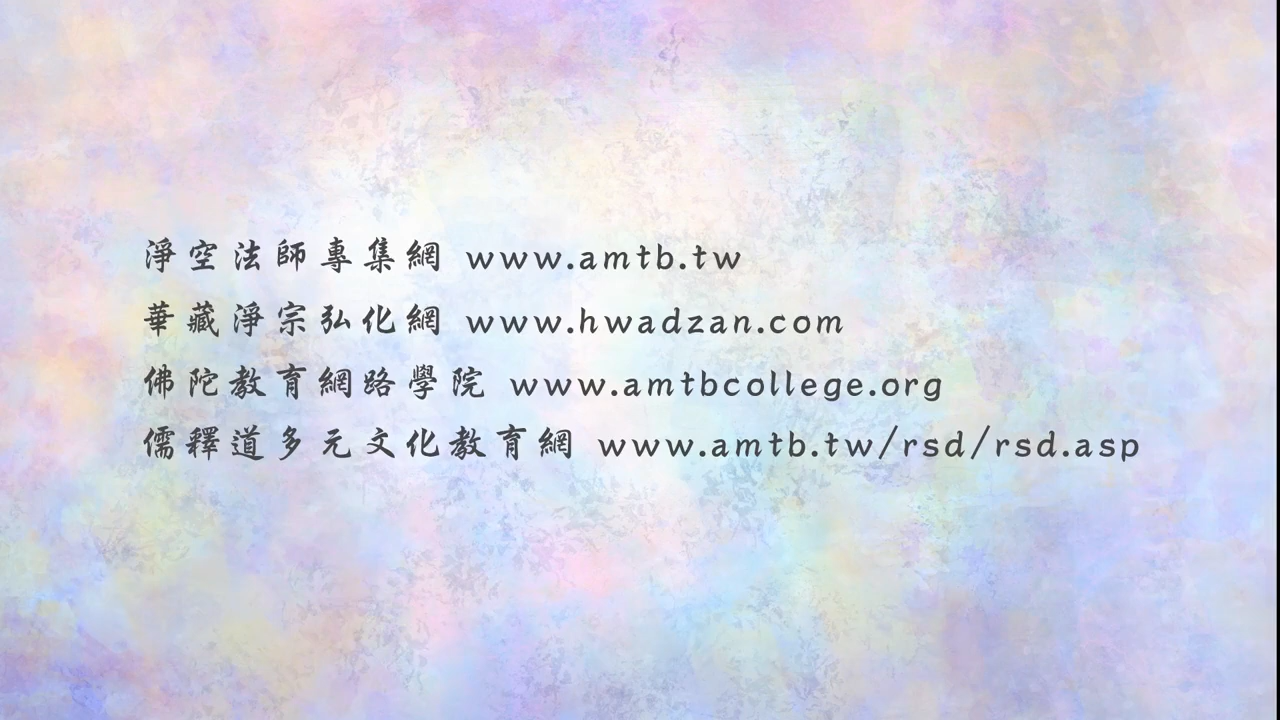 淨空法師專集網 www.amtb.tw
華藏淨宗弘化網 www.hwadzan.com
佛陀教育網路學院 www.amtbcollege.org
儒釋道多元文化教育網 www.amtb.tw/rsd/rsd.asp